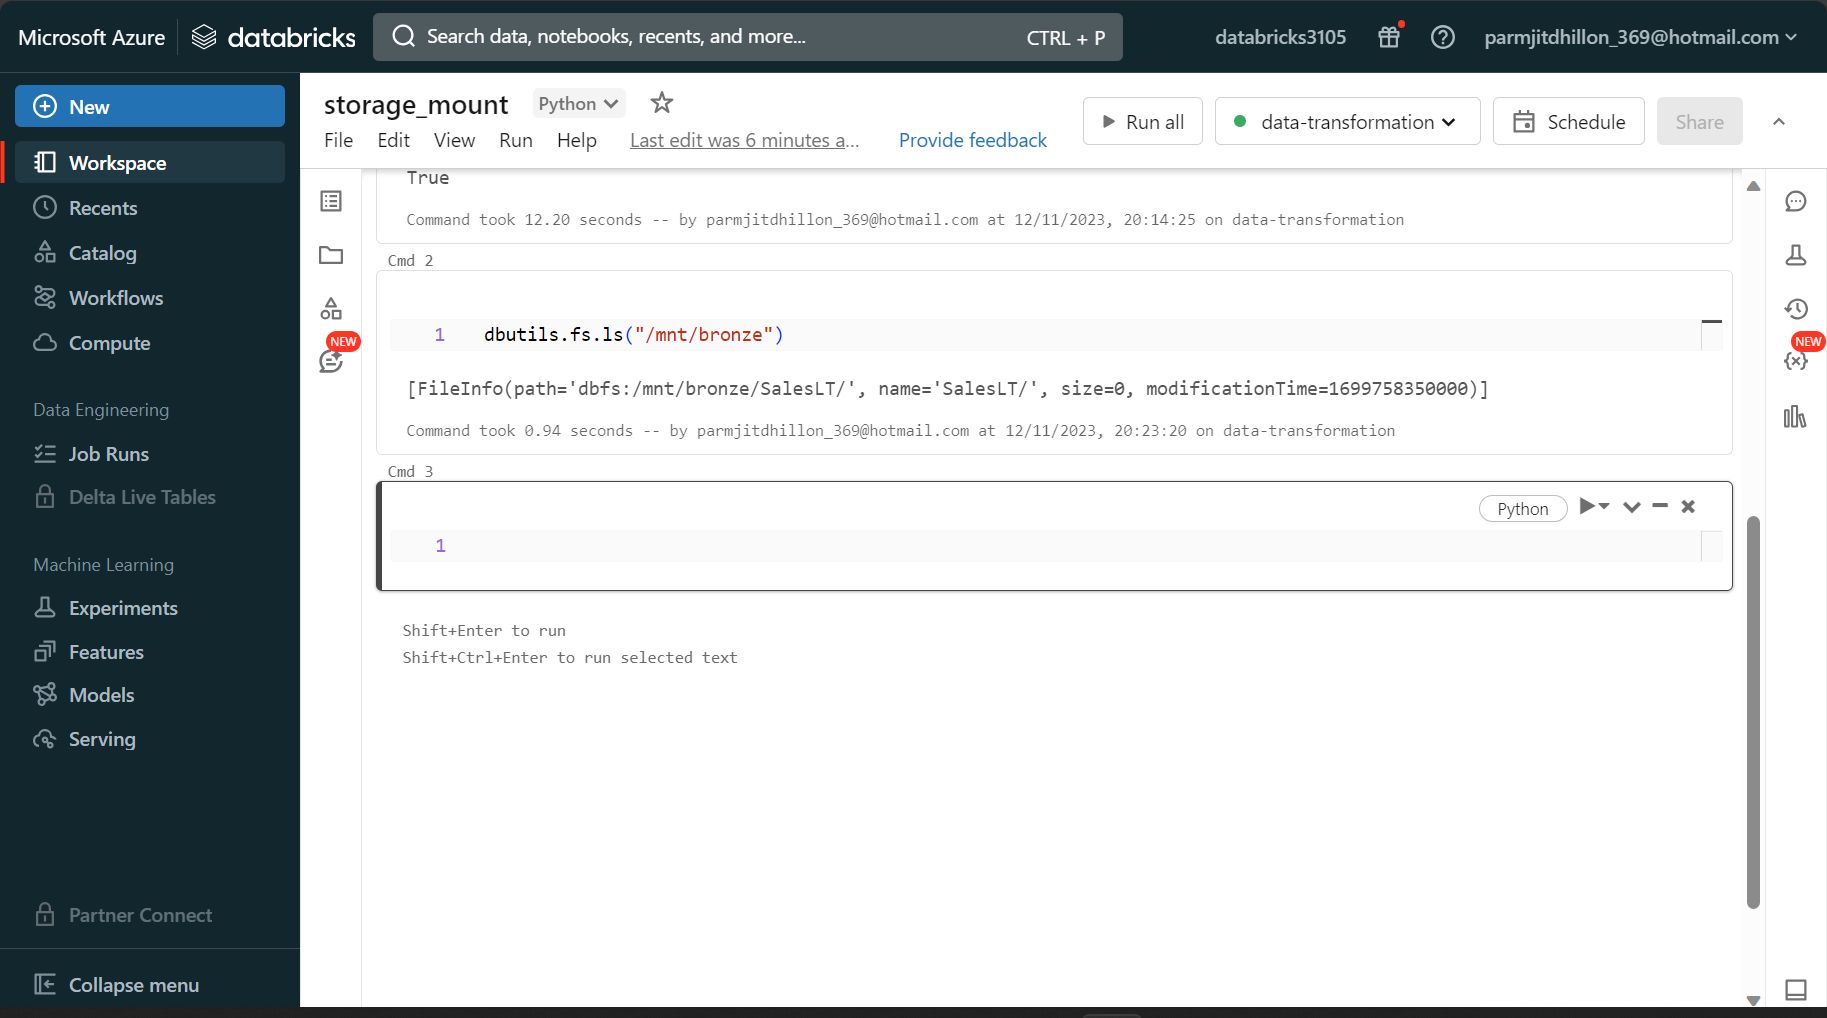 Microsoft Azure databricks Search data, notebooks, recents, and more... CTRL + P databricks3105 parmjitdhillon_369@hotmail.com
New
Workspace
Recents
Catalog
Workflows
Compute
Data Engineering
Job Runs
Delta Live Tables
Machine Learning
Experiments
Features
Models
Serving
Partner Connect
Collapse menu
storage_mount Python
File Edit View Run Help Last edit was 6 minutes a... Provide feedback
Run all data-transformation Schedule Share
NEW
True
Command took 12.20 seconds -- by parmjitdhillon_369@hotmail.com at 12/11/2023, 20:14:25 on data-transformation
Cmd 2
1 dbutils.fs.ls("/mnt/bronze")
[FileInfo(path='dbfs:/mnt/bronze/SalesLT/', name='SalesLT/', size=0, modificationTime=1699758350000)]
Command took 0.94 seconds -- by parmjitdhillon_369@hotmail.com at 12/11/2023, 20:23:20 on data-transformation
Cmd 3
Python
1
Shift+Enter to run
Shift+Ctrl+Enter to run selected text
NEW